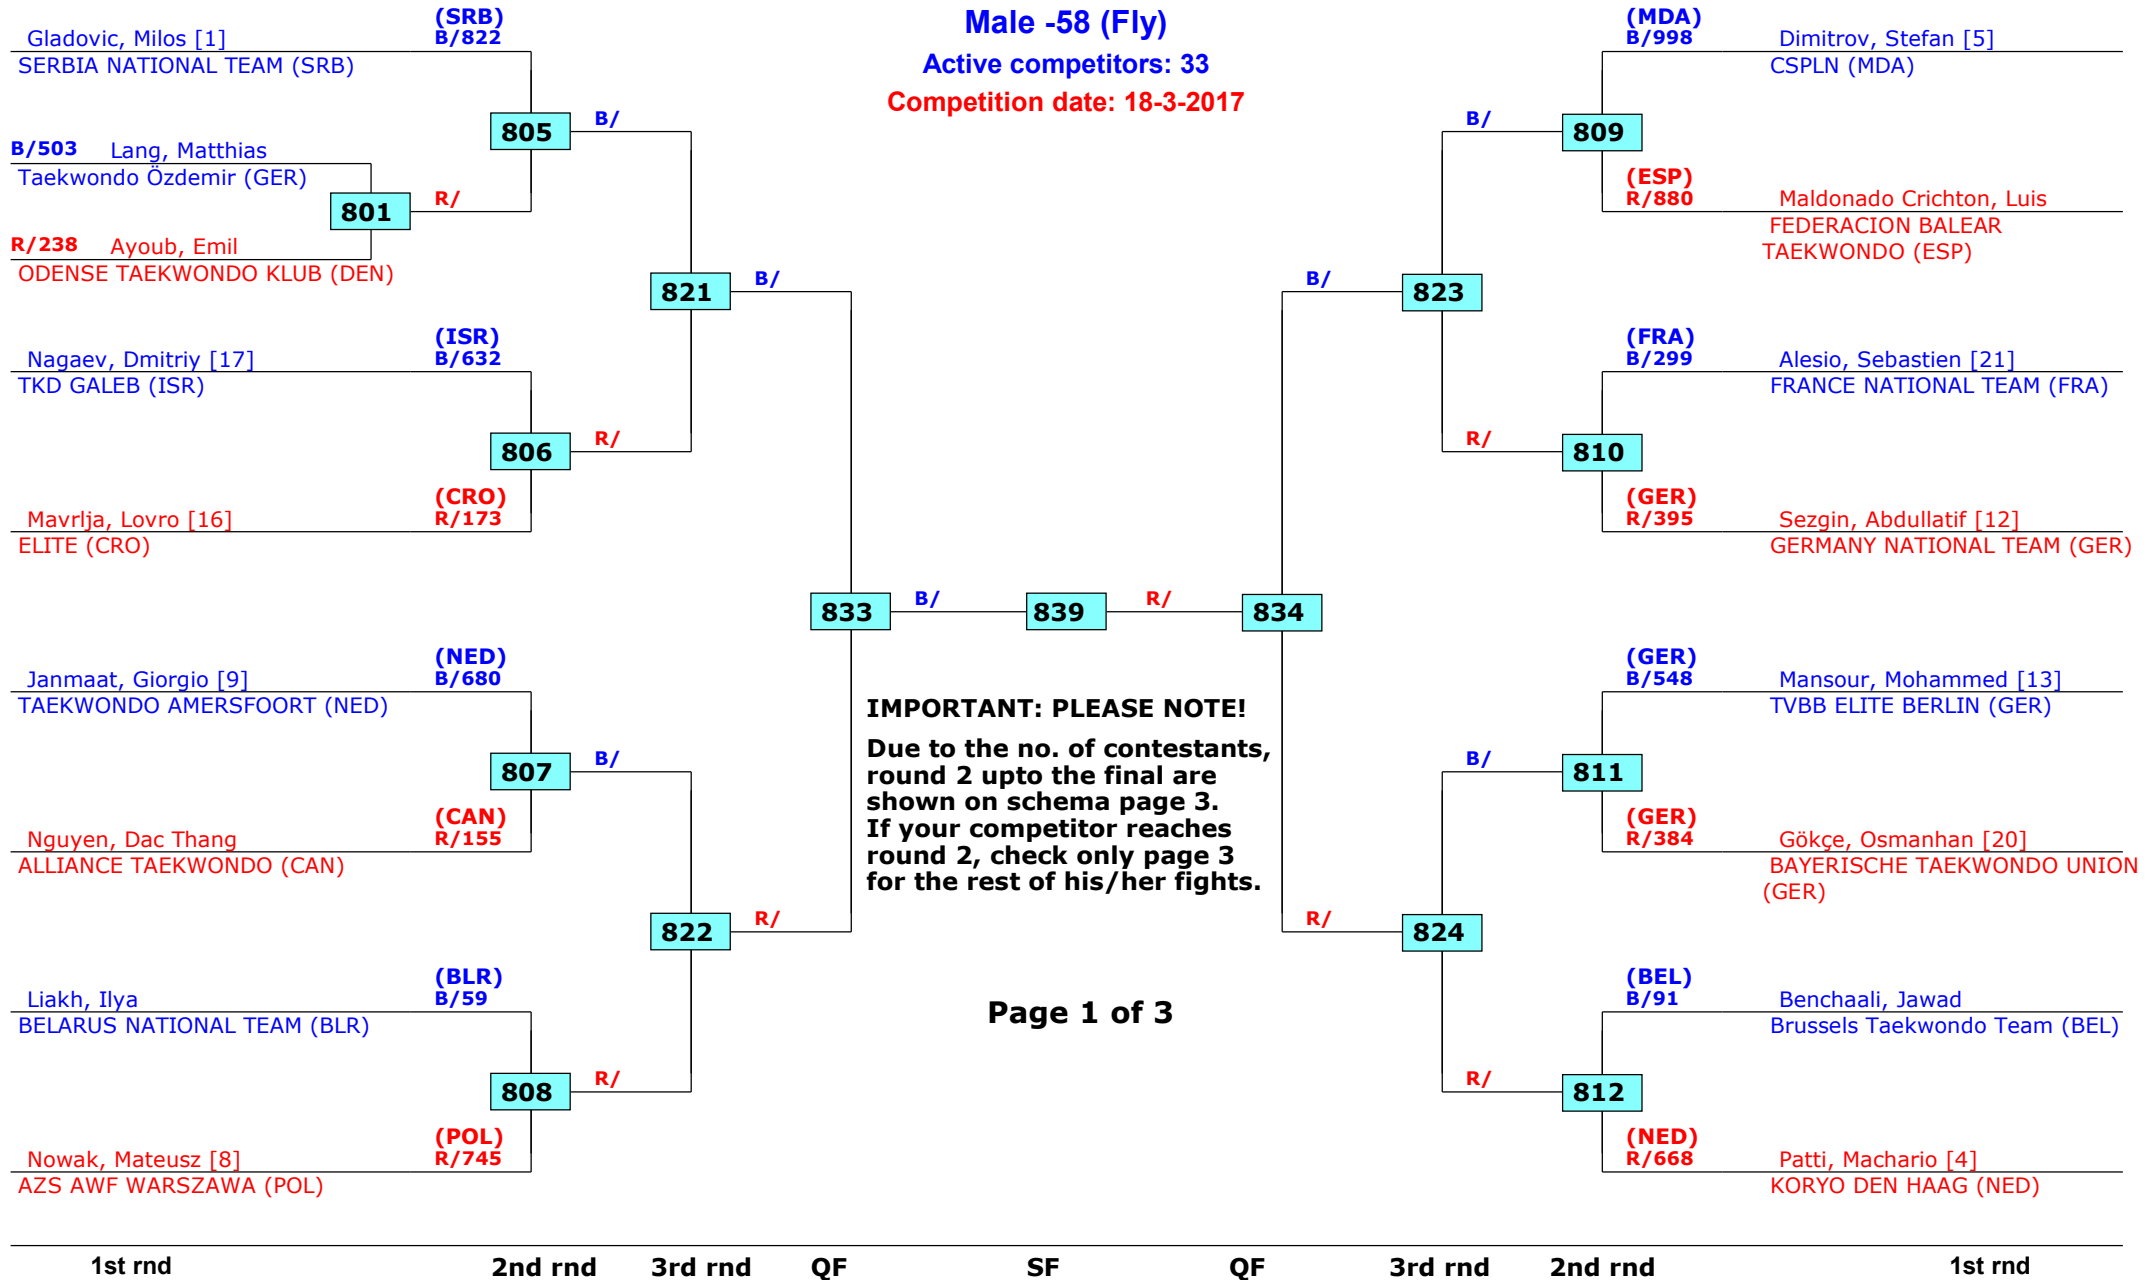 Male -58 (Fly)
Active competitors: 33
Competition date: 18-3-2017
(SRB)
Gladovic, Milos [1] B/822
SERBIA NATIONAL TEAM (SRB)
805
B/
B/503 Lang, Matthias
Taekwondo Özdemir (GER)
801
R/
R/238 Ayoub, Emil
ODENSE TAEKWONDO KLUB (DEN)
821
B/
(ISR)
Nagaev, Dmitriy [17] B/632
TKD GALEB (ISR)
806
R/
(CRO)
Mavrlja, Lovro [16] R/173
ELITE (CRO)
833
B/
839
R/
834
(NED)
Janmaat, Giorgio [9] B/680
TAEKWONDO AMERSFOORT (NED)
807
B/
(CAN)
Nguyen, Dac Thang R/155
ALLIANCE TAEKWONDO (CAN)
822
R/
(BLR)
Liakh, Ilya B/59
BELARUS NATIONAL TEAM (BLR)
808
R/
(POL)
Nowak, Mateusz [8] R/745
AZS AWF WARSZAWA (POL)
IMPORTANT: PLEASE NOTE!
Due to the no. of contestants,
round 2 upto the final are
shown on schema page 3.
If your competitor reaches
round 2, check only page 3
for the rest of his/her fights.
Page 1 of 3
(MDA)
B/998 Dimitrov, Stefan [5]
CSPLN (MDA)
B/
809
(ESP)
R/880 Maldonado Crichton, Luis
FEDERACION BALEAR
TAEKWONDO (ESP)
B/
823
(FRA)
B/299 Alesio, Sebastien [21]
FRANCE NATIONAL TEAM (FRA)
R/
810
(GER)
R/395 Sezgin, Abdullatif [12]
GERMANY NATIONAL TEAM (GER)
(GER)
B/548 Mansour, Mohammed [13]
TVBB ELITE BERLIN (GER)
B/
811
(GER)
R/384 Gökçe, Osmanhan [20]
BAYERISCHE TAEKWONDO UNION
(GER)
R/
824
(BEL)
B/91 Benchaali, Jawad
Brussels Taekwondo Team (BEL)
R/
812
(NED)
R/668 Patti, Machario [4]
KORYO DEN HAAG (NED)
1st rnd 2nd rnd 3rd rnd QF SF QF 3rd rnd 2nd rnd 1st rnd